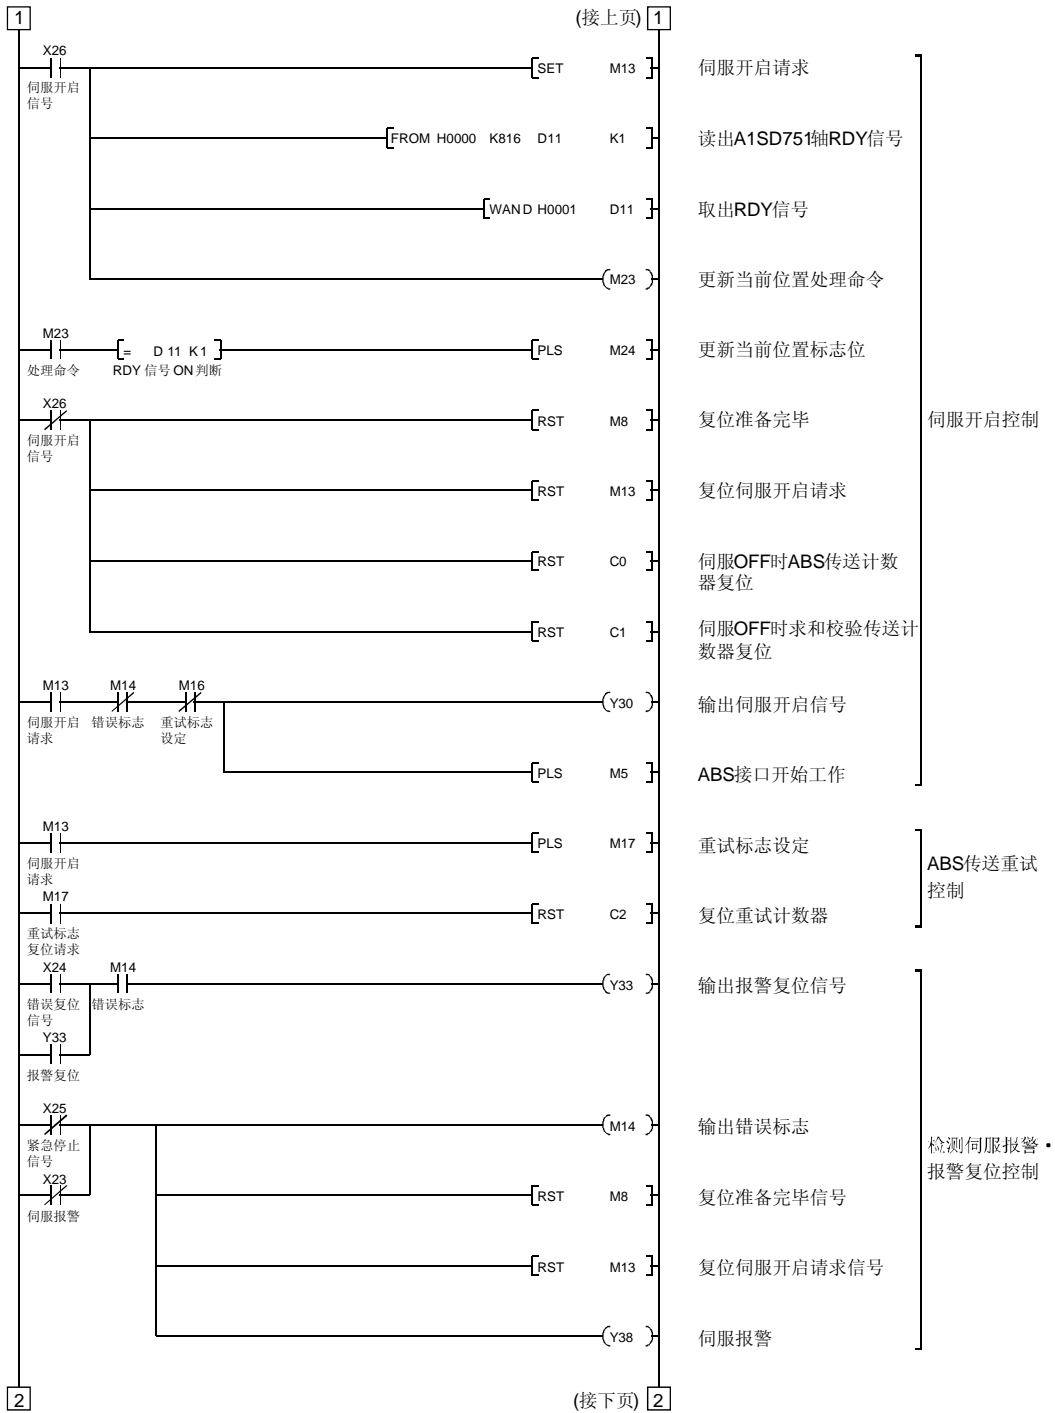 1 (接上页) 1
X26
伺服开启
信号
SET M13 伺服开启请求
FROM H0000 K816 D11 K1 读出A1SD751轴RDY信号
WAND H0001 D11 取出RDY信号
M23 更新当前位置处理命令
M23
处理命令
= D 11 K1
RDY 信号 ON 判断
PLS M24 更新当前位置标志位
X26
伺服开启
信号
RST M8 复位准备完毕
伺服开启控制
RST M13 复位伺服开启请求
RST C0 伺服OFF时ABS传送计数
器复位
RST C1 伺服OFF时求和校验传送计
数器复位
M13 M14 M16
伺服开启
请求
错误标志
重试标志
设定
Y30 输出伺服开启信号
PLS M5 ABS接口开始工作
M13
伺服开启
请求
PLS M17 重试标志设定
ABS传送重试
控制
M17
重试标志
复位请求
RST C2 复位重试计数器
X24 M14
错误复位
信号
错误标志
Y33 输出报警复位信号
Y33
报警复位
X25
紧急停止
信号
M14 输出错误标志
检测伺服报警·
报警复位控制
X23
伺服报警
RST M8 复位准备完毕信号
RST M13 复位伺服开启请求信号
Y38 伺服报警
2 (接下页) 2